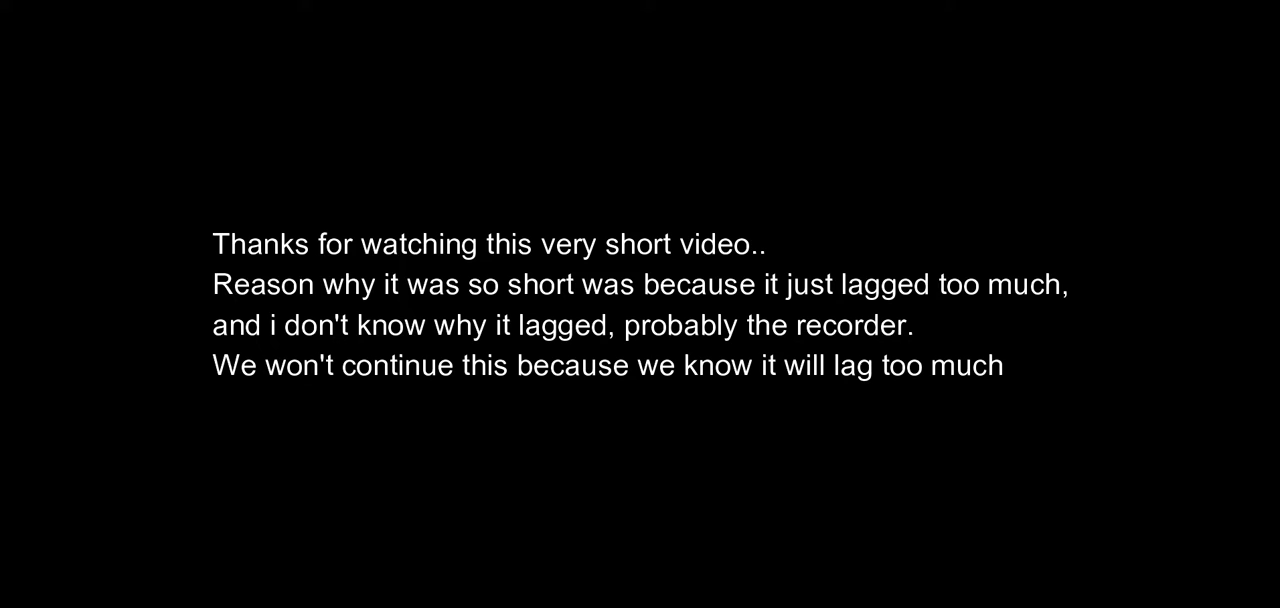 Thanks for watching this very short video..
Reason why it was so short was because it just lagged too much,
and i don't know why it lagged, probably the recorder.
We won't continue this because we know it will lag too much